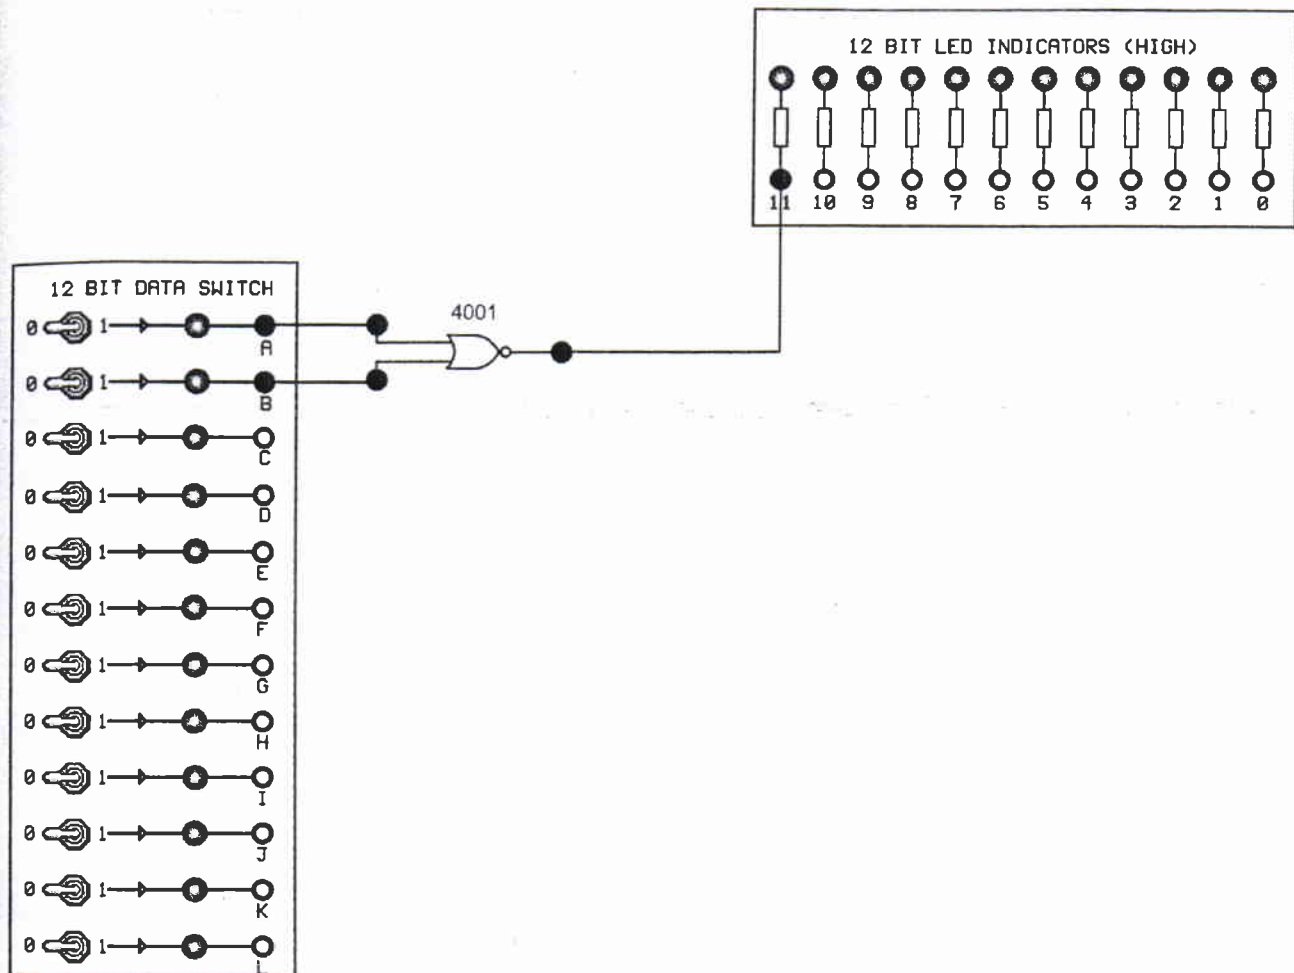 12 BIT LED INDICATORS (HIGH)
11 10 9 8 7 6 5 4 3 2 1 0
12 BIT DATA SWITCH
4001
0 1 A
0 1 B
0 1 C
0 1 D
0 1 E
0 1 F
0 1 G
0 1 H
0 1 I
0 1 J
0 1 K
0 1 L